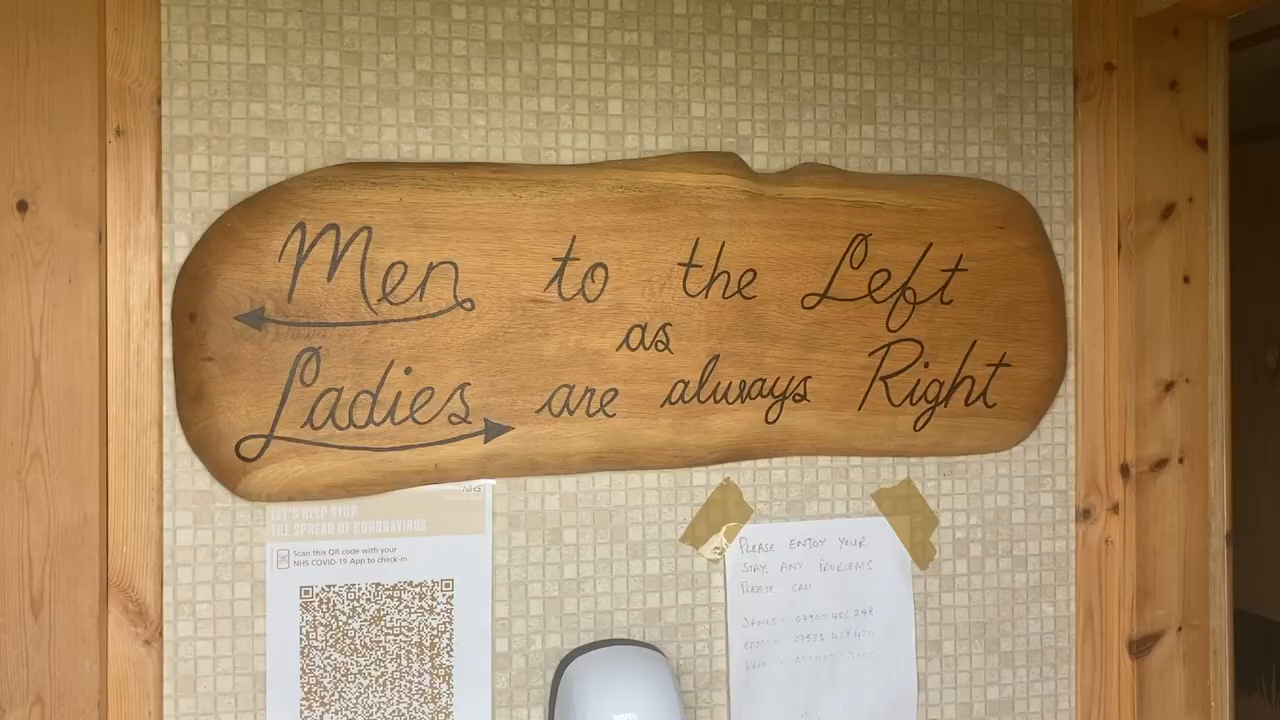 Men to the Left
as
Ladies are always Right
NHS
LET'S HELP STOP
THE SPREAD OF CORONAVIRUS
Scan this QR code with your
NHS COVID-19 App to check-in
PLEASE ENJOY YOUR
STAY. ANY PROBLEMS
PLEASE CALL